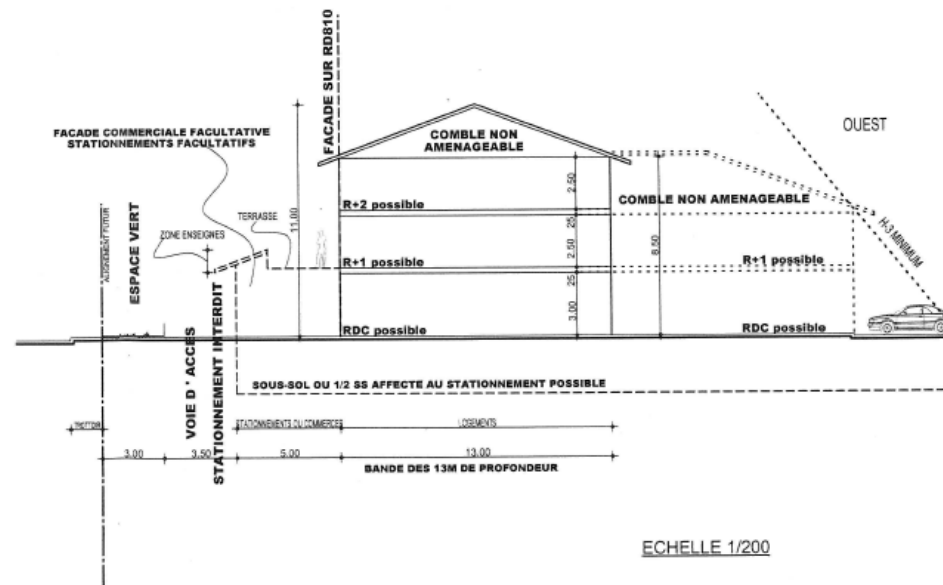 FACADE SUR RD810
OUEST
FACADE COMMERCIALE FACULTATIVE
STATIONNEMENTS FACULTATIFS
COMBLE NON
AMENAGEABLE
11.00
2.50
R+2 possible
COMBLE NON AMENAGEABLE
ALIGNEMENT FUTUR
ESPACE VERT
ZONE ENSEIGNES
TERRASSE
25
2.50
8.50
H-3 MINIMUM
R+1 possible
R+1 possible
25
3.00
RDC possible
RDC possible
VOIE D ' ACCES
STATIONNEMENT INTERDIT
SOUS-SOL OU 1/2 SS AFFECTE AU STATIONNEMENT POSSIBLE
TROTTOIR
STATIONNEMENTS OU COMMERCES
LOGEMENTS
3.00
3.50
5.00
13.00
BANDE DES 13M DE PROFONDEUR
ECHELLE 1/200